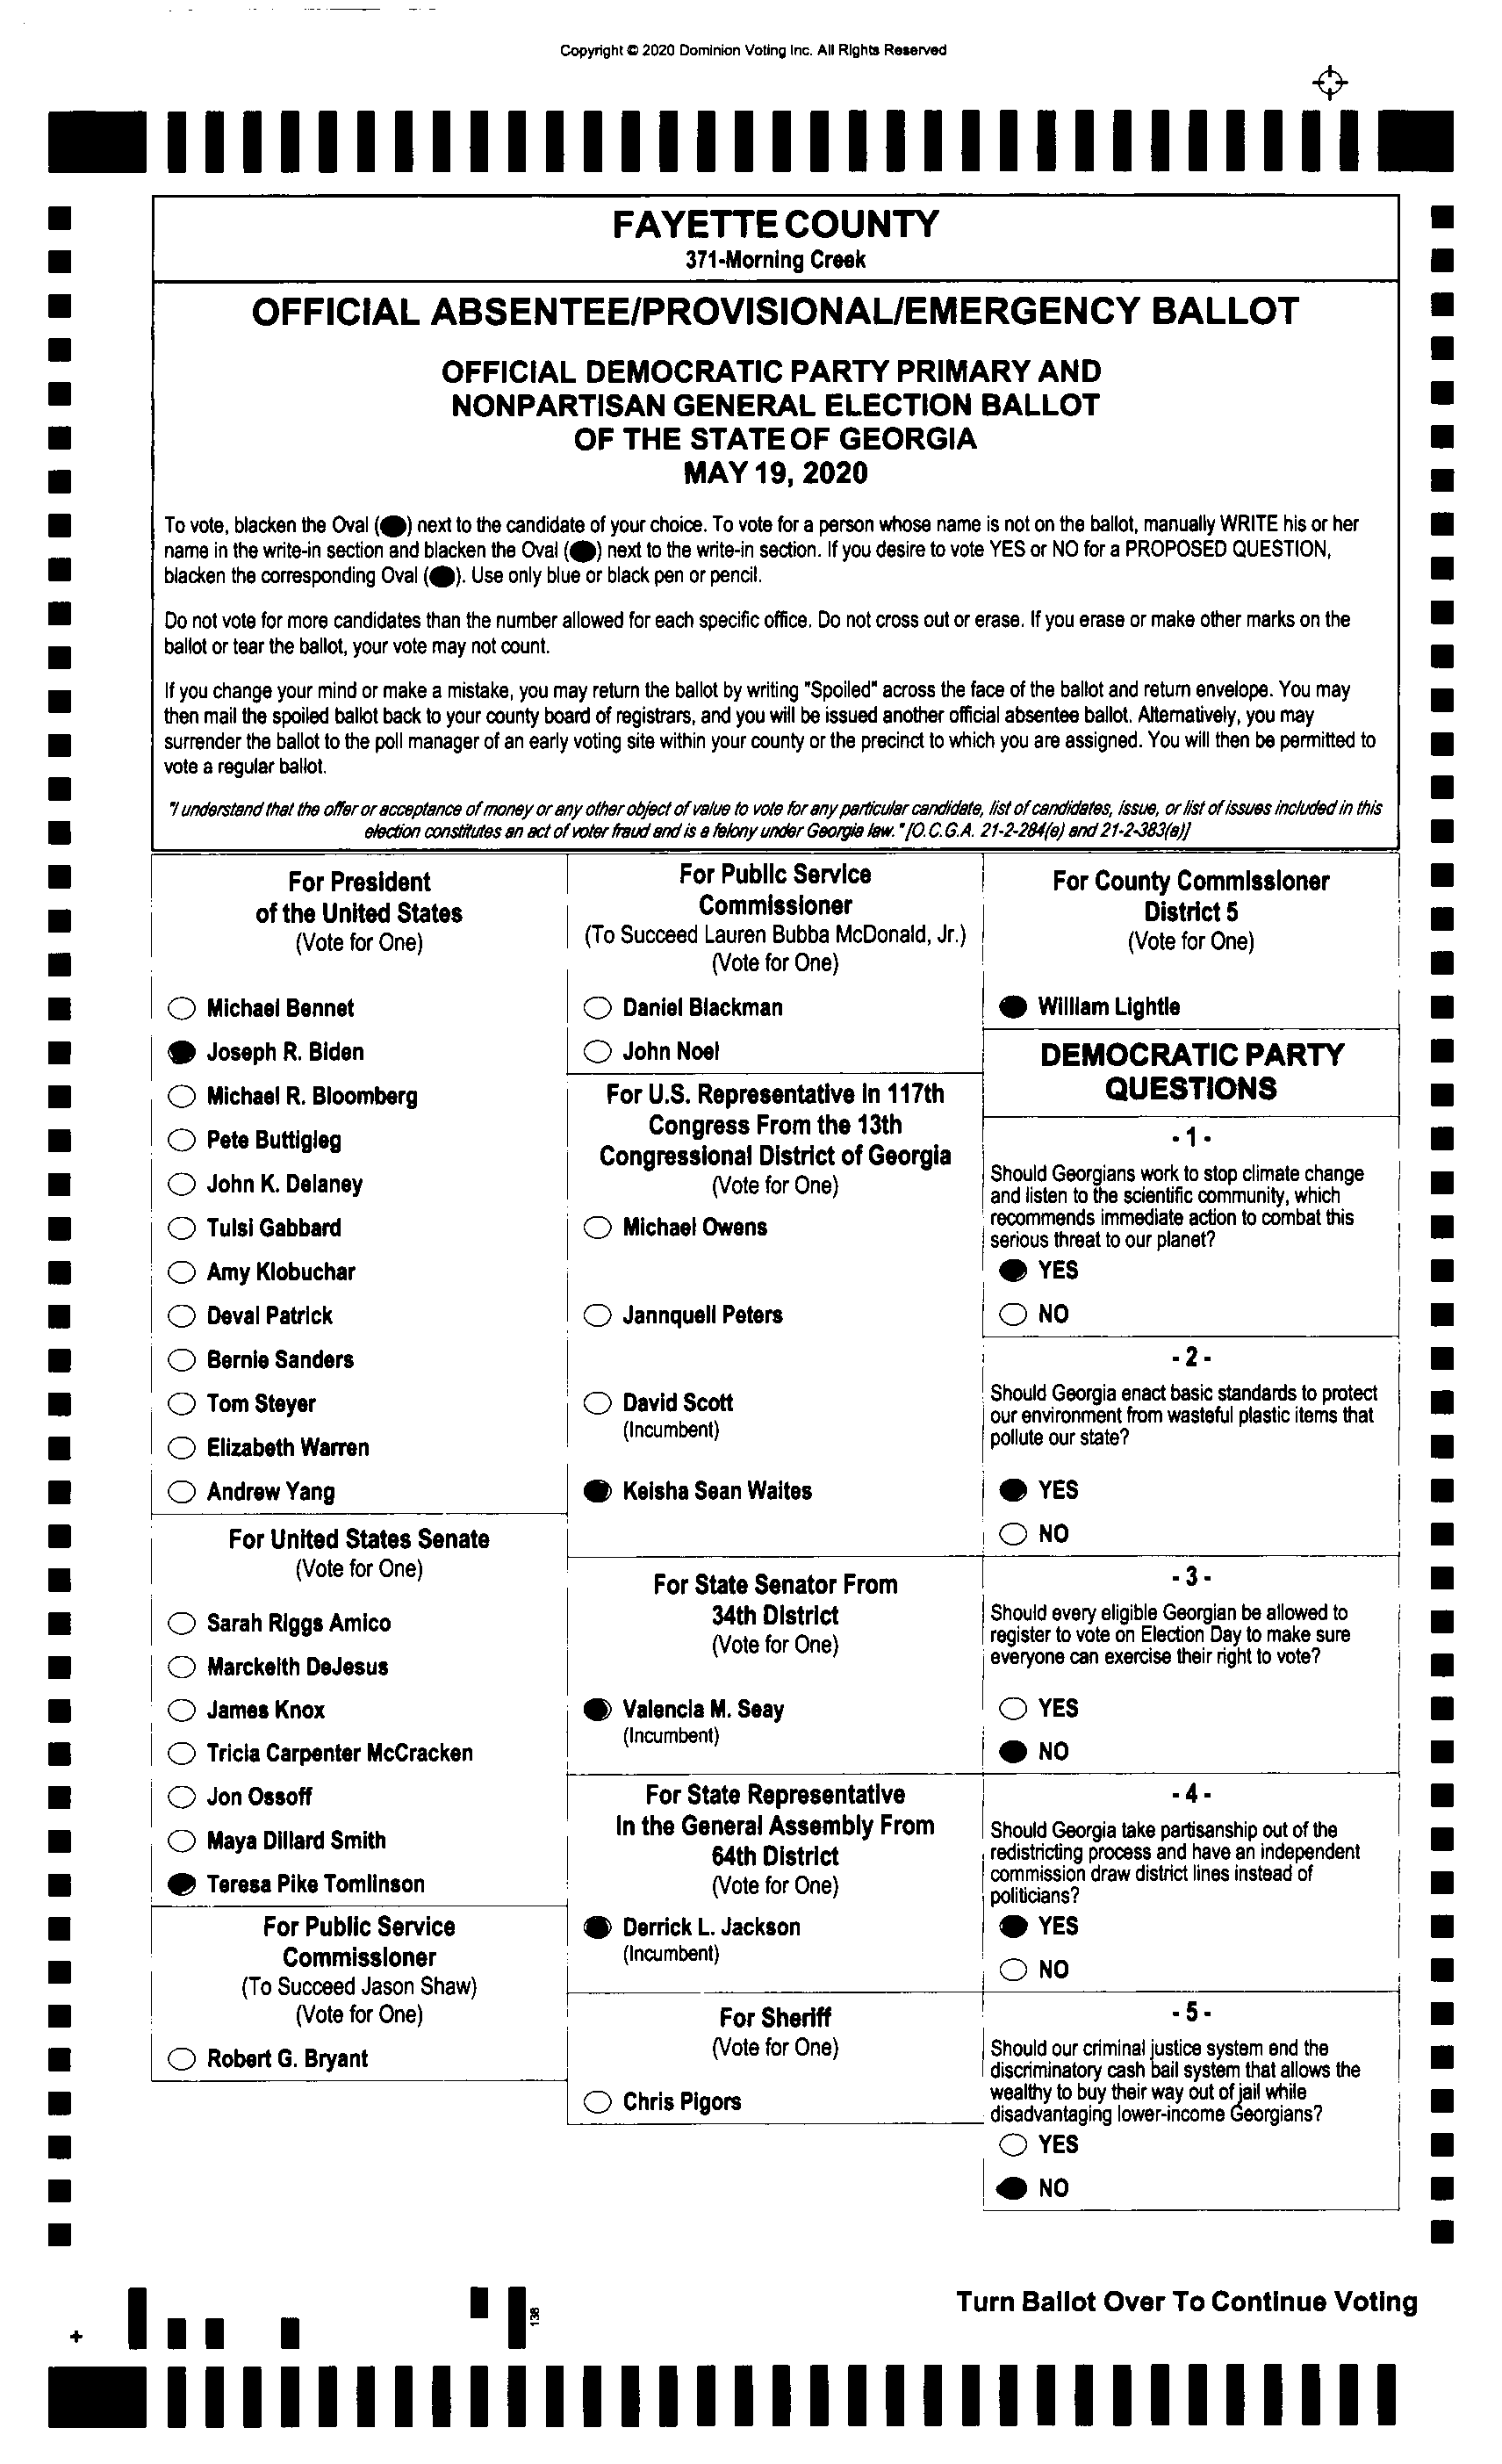 Copyright © 2020 Dominion Voting Inc. All Rights Reserved
FAYETTE COUNTY
371-Morning Creek
OFFICIAL ABSENTEE/PROVISIONAL/EMERGENCY BALLOT
OFFICIAL DEMOCRATIC PARTY PRIMARY AND
NONPARTISAN GENERAL ELECTION BALLOT
OF THE STATE OF GEORGIA
MAY 19, 2020
To vote, blacken the Oval (●) next to the candidate of your choice. To vote for a person whose name is not on the ballot, manually WRITE his or her
name in the write-in section and blacken the Oval (●) next to the write-in section. If you desire to vote YES or NO for a PROPOSED QUESTION,
blacken the corresponding Oval (●). Use only blue or black pen or pencil.
Do not vote for more candidates than the number allowed for each specific office. Do not cross out or erase. If you erase or make other marks on the
ballot or tear the ballot, your vote may not count.
If you change your mind or make a mistake, you may return the ballot by writing "Spoiled" across the face of the ballot and return envelope. You may
then mail the spoiled ballot back to your county board of registrars, and you will be issued another official absentee ballot. Alternatively, you may
surrender the ballot to the poll manager of an early voting site within your county or the precinct to which you are assigned. You will then be permitted to
vote a regular ballot.
"I understand that the offer or acceptance of money or any other object of value to vote for any particular candidate, list of candidates, issue, or list of issues included in this
election constitutes an act of voter fraud and is a felony under Georgia law." [O.C.G.A. 21-2-284(e) and 21-2-383(a)]
For President
of the United States
(Vote for One)
Michael Bennet
Joseph R. Biden
Michael R. Bloomberg
Pete Buttigieg
John K. Delaney
Tulsi Gabbard
Amy Klobuchar
Deval Patrick
Bernie Sanders
Tom Steyer
Elizabeth Warren
Andrew Yang
For United States Senate
(Vote for One)
Sarah Riggs Amico
Marckeith DeJesus
James Knox
Tricia Carpenter McCracken
Jon Ossoff
Maya Dillard Smith
Teresa Pike Tomlinson
For Public Service
Commissioner
(To Succeed Jason Shaw)
(Vote for One)
Robert G. Bryant
For Public Service
Commissioner
(To Succeed Lauren Bubba McDonald, Jr.)
(Vote for One)
Daniel Blackman
John Noel
For U.S. Representative in 117th
Congress From the 13th
Congressional District of Georgia
(Vote for One)
Michael Owens
Jannquell Peters
David Scott
(Incumbent)
Keisha Sean Waites
For State Senator From
34th District
(Vote for One)
Valencia M. Seay
(Incumbent)
For State Representative
In the General Assembly From
64th District
(Vote for One)
Derrick L. Jackson
(Incumbent)
For Sheriff
(Vote for One)
Chris Pigors
For County Commissioner
District 5
(Vote for One)
William Lightle
DEMOCRATIC PARTY
QUESTIONS
- 1 -
Should Georgians work to stop climate change
and listen to the scientific community, which
recommends immediate action to combat this
serious threat to our planet?
YES
NO
- 2 -
Should Georgia enact basic standards to protect
our environment from wasteful plastic items that
pollute our state?
YES
NO
- 3 -
Should every eligible Georgian be allowed to
register to vote on Election Day to make sure
everyone can exercise their right to vote?
YES
NO
- 4 -
Should Georgia take partisanship out of the
redistricting process and have an independent
commission draw district lines instead of
politicians?
YES
NO
- 5 -
Should our criminal justice system end the
discriminatory cash bail system that allows the
wealthy to buy their way out of jail while
disadvantaging lower-income Georgians?
YES
NO
138
Turn Ballot Over To Continue Voting